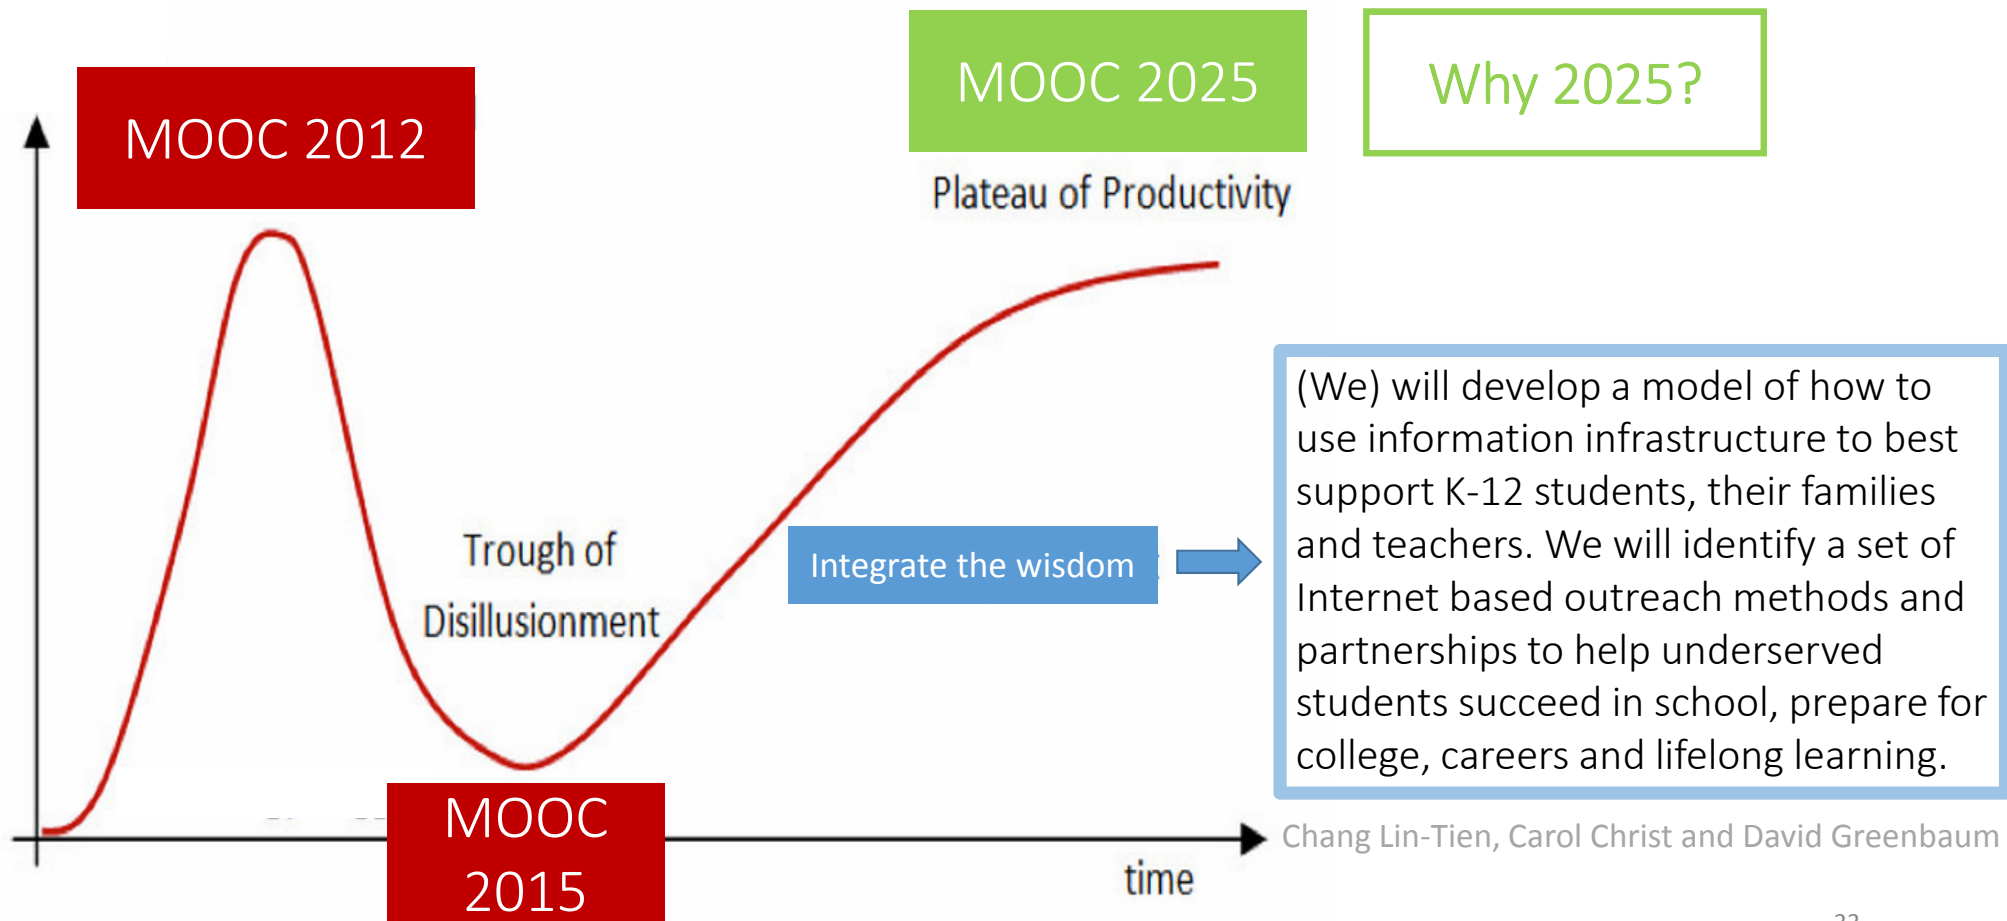 MOOC 2012
MOOC 2025
Why 2025?
Plateau of Productivity
Trough of
Disillusionment
Integrate the wisdom
(We) will develop a model of how to
use information infrastructure to best
support K-12 students, their families
and teachers. We will identify a set of
Internet based outreach methods and
partnerships to help underserved
students succeed in school, prepare for
college, careers and lifelong learning.
MOOC
2015
Chang Lin-Tien, Carol Christ and David Greenbaum
time